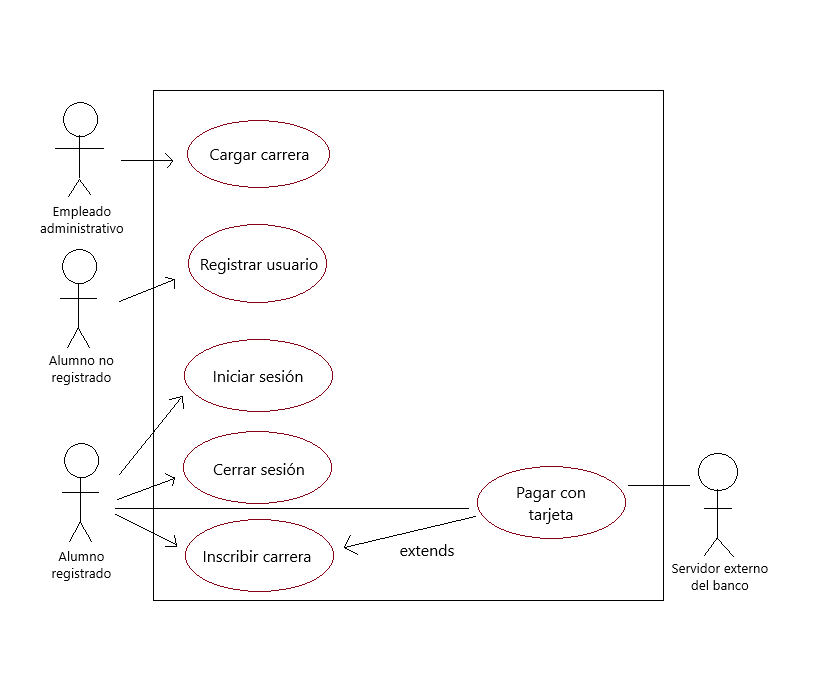 Cargar carrera
Empleado
administrativo
Registrar usuario
Alumno no
registrado
Iniciar sesión
Cerrar sesión
Pagar con
tarjeta
Inscribir carrera
extends
Alumno
registrado
Servidor externo
del banco